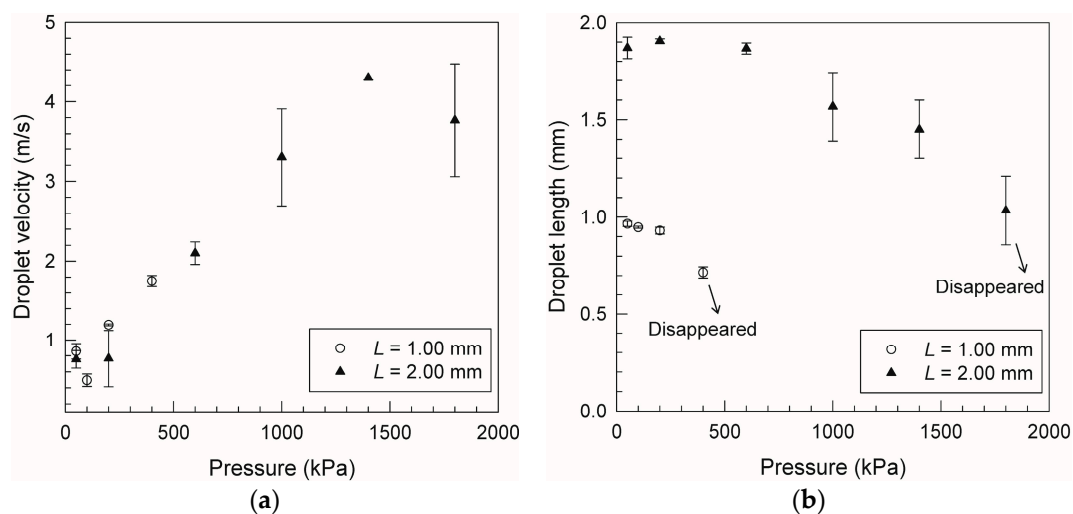 5
4
3
2
1
Droplet velocity (m/s)
0
500
1000
1500
2000
Pressure (kPa)
L = 1.00 mm
L = 2.00 mm
(a)
2.0
1.5
1.0
0.5
0.0
Droplet length (mm)
Disappeared
Disappeared
L = 1.00 mm
L = 2.00 mm
0
500
1000
1500
2000
Pressure (kPa)
(b)